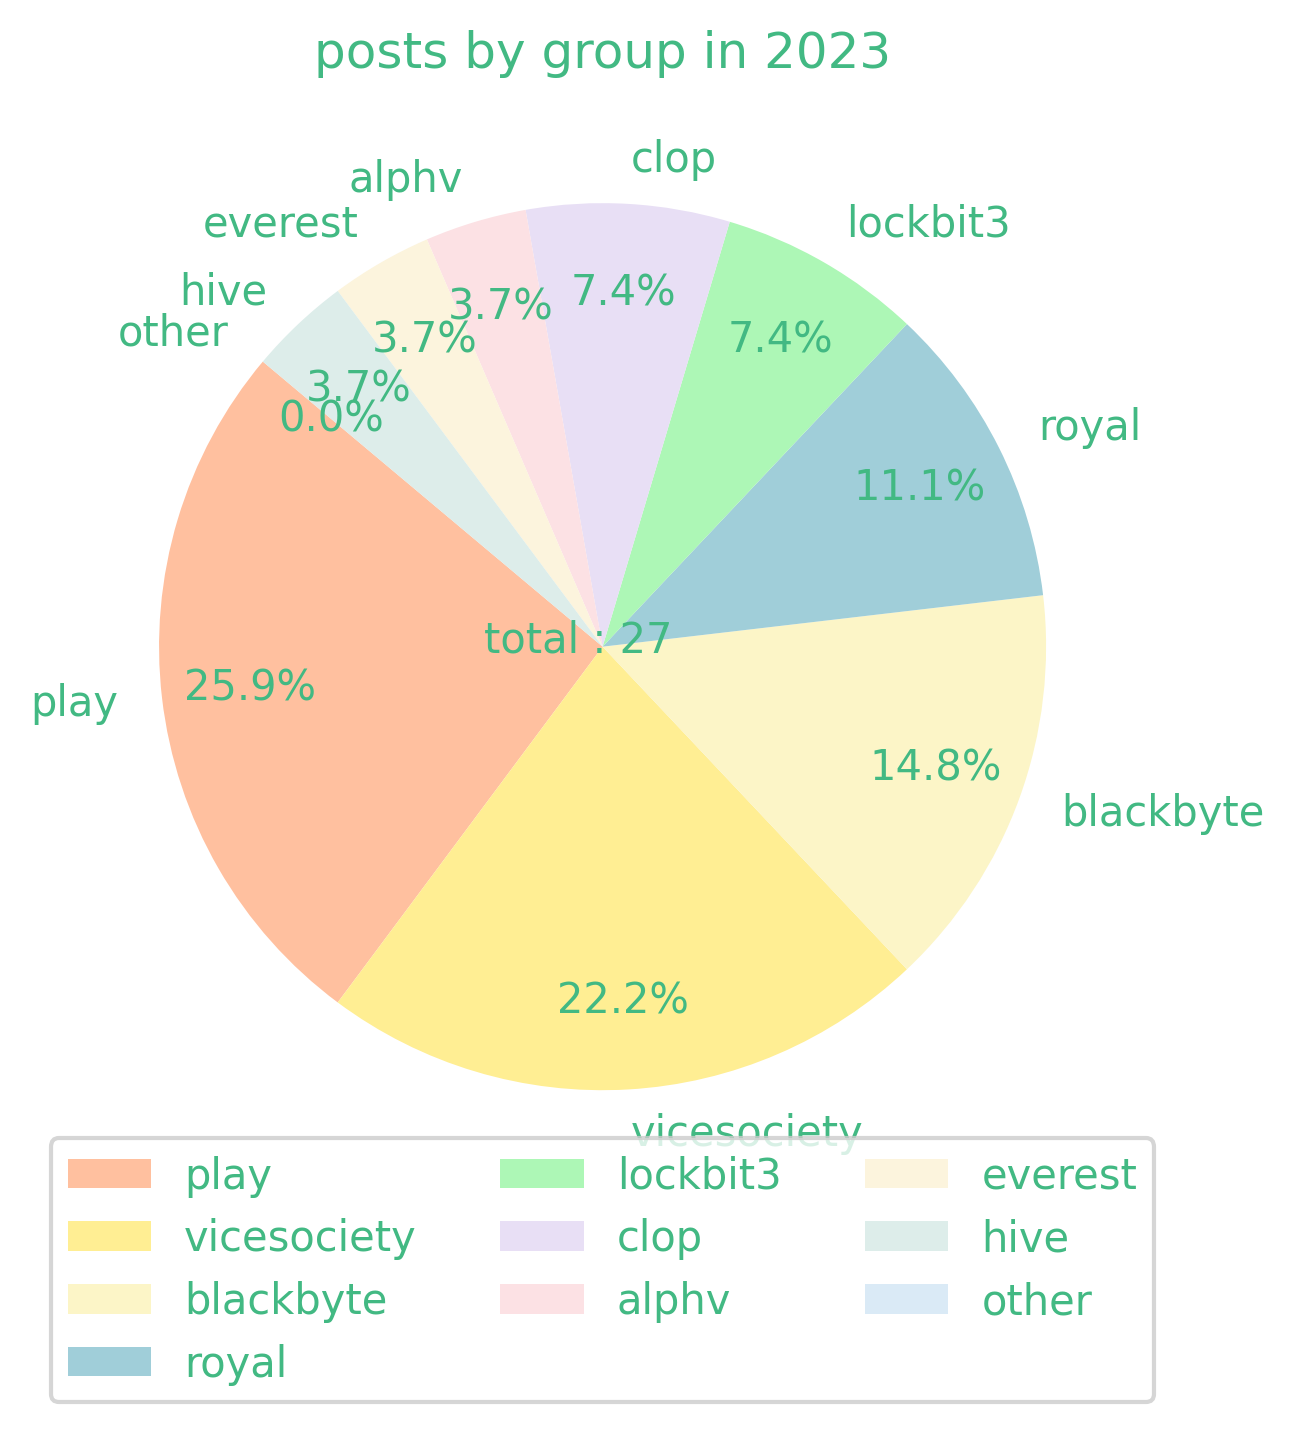 posts by group in 2023
clop
alphv
lockbit3
everest
hive
other
royal
play
blackbyte
vicesociety
7.4%
3.7%
7.4%
3.7%
3.7%
0.0%
11.1%
total : 27
25.9%
14.8%
22.2%
play
vicesociety
blackbyte
royal
lockbit3
clop
alphv
everest
hive
other